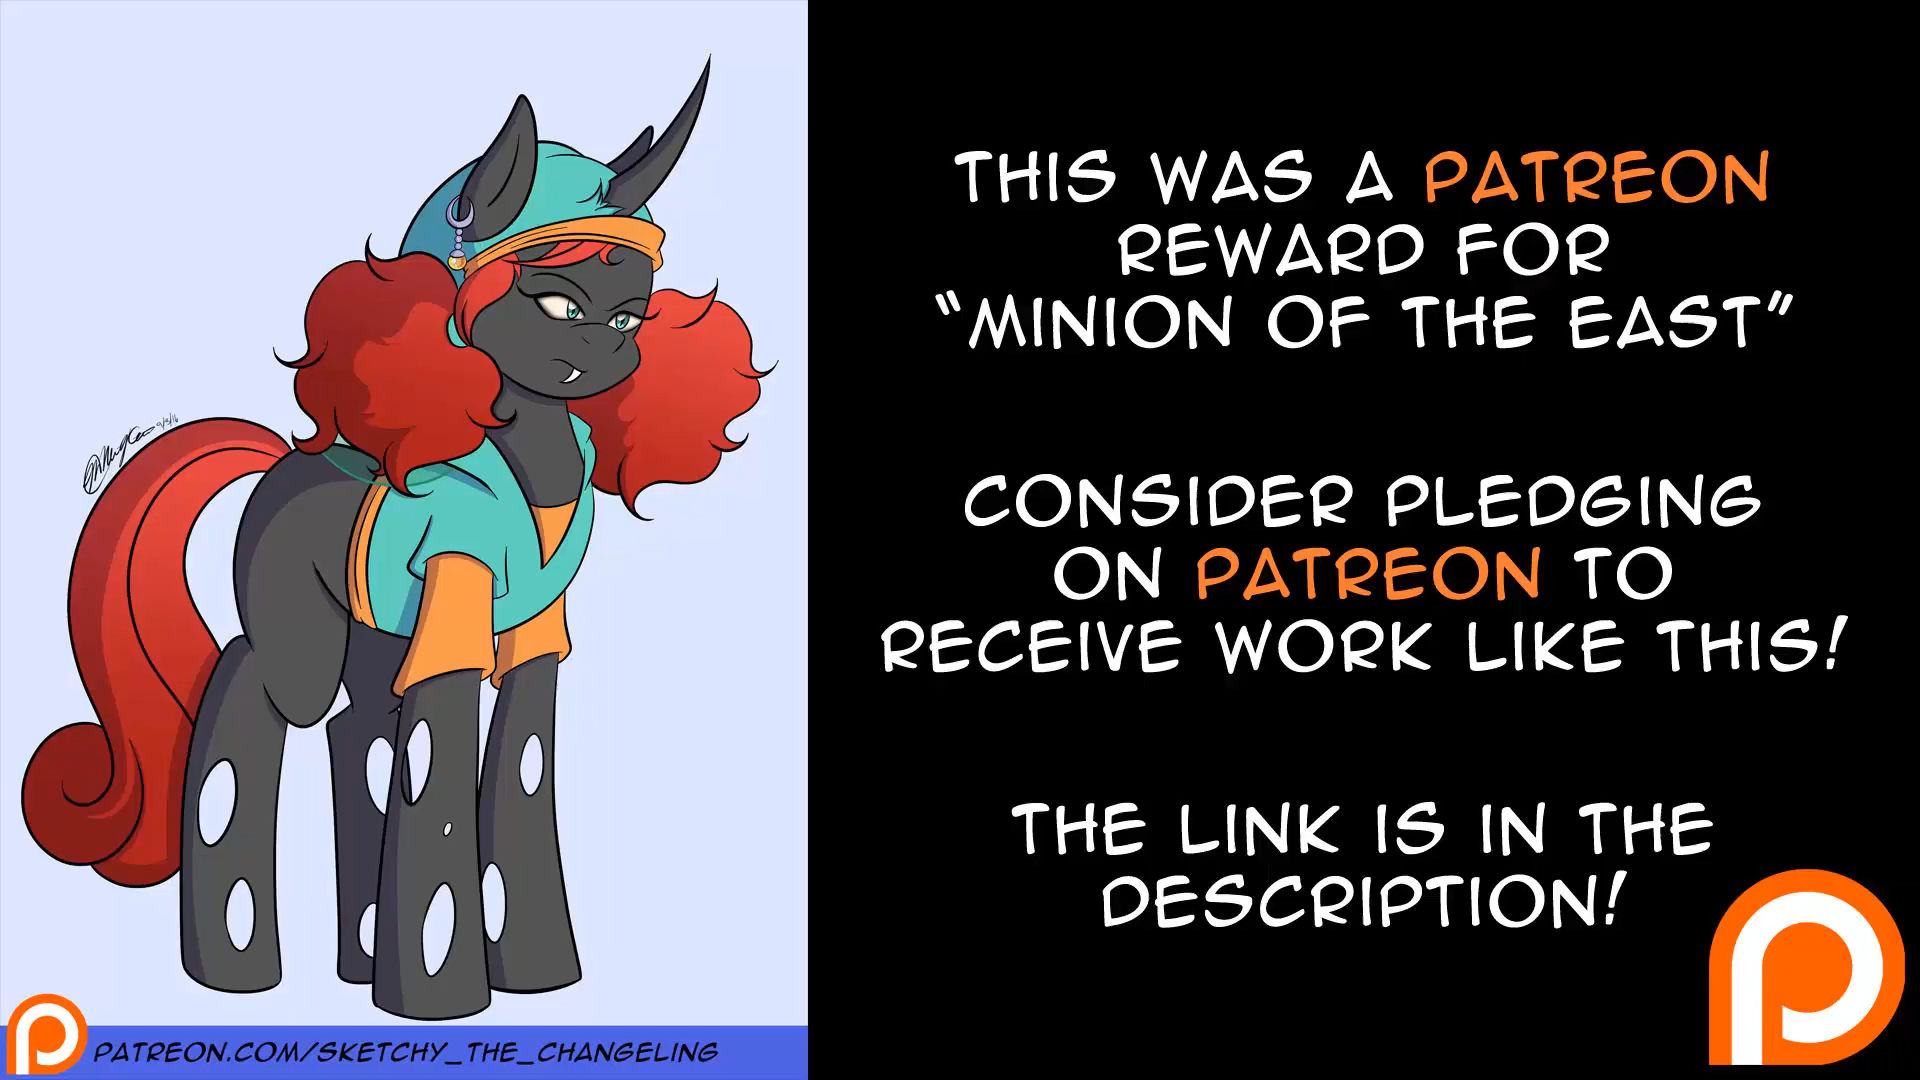 THIS WAS A PATREON
REWARD FOR
"MINION OF THE EAST"
CONSIDER PLEDGING
ON PATREON TO
RECEIVE WORK LIKE THIS!
THE LINK IS IN THE
DESCRIPTION!
PATREON.COM/SKETCHY_THE_CHANGELING